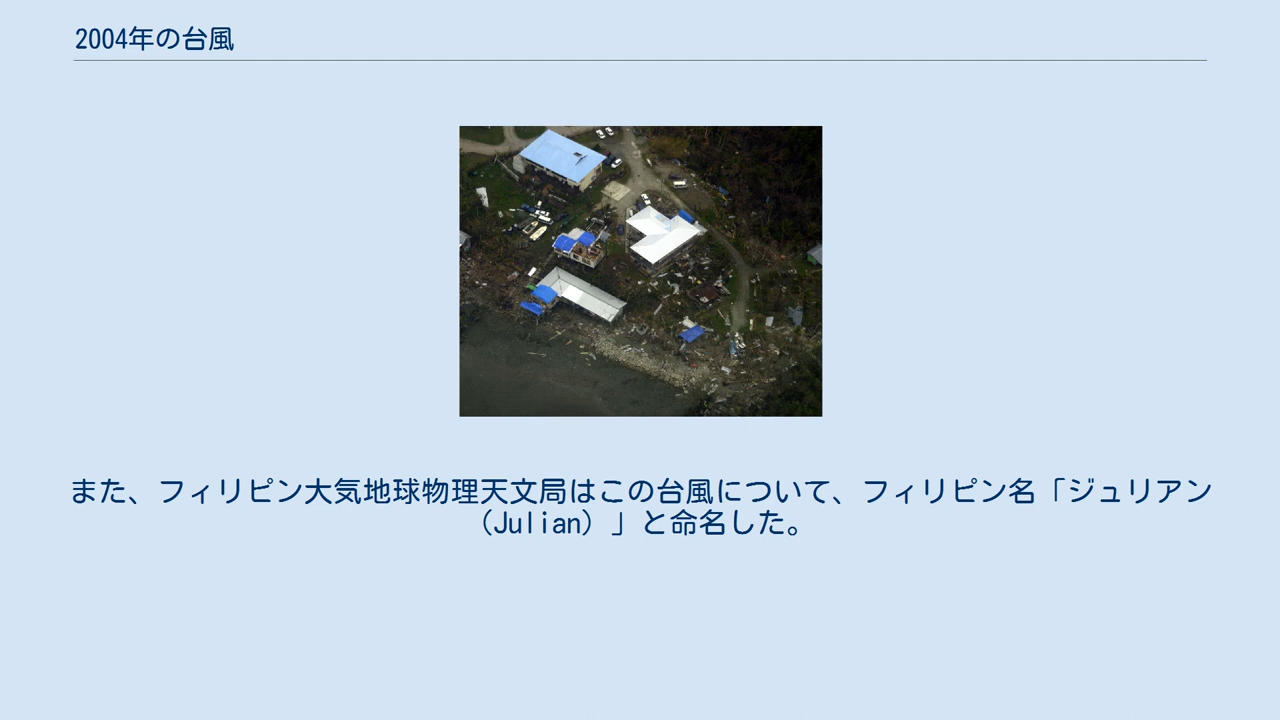 2004年の台風
また、フィリピン大気地球物理天文局はこの台風について、フィリピン名「ジュリアン
（Julian）」と命名した。